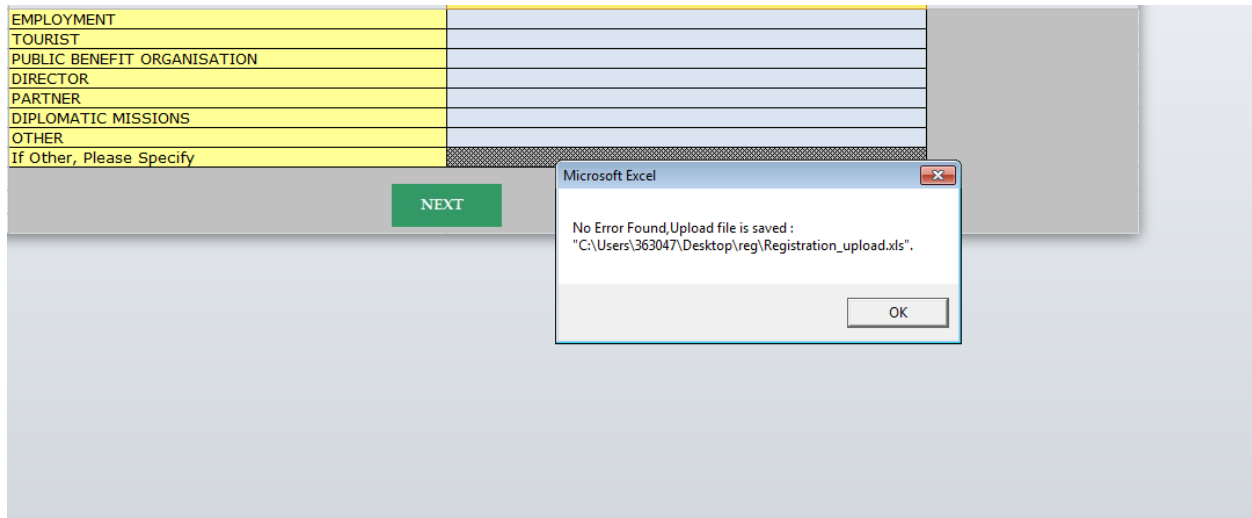 EMPLOYMENT
TOURIST
PUBLIC BENEFIT ORGANISATION
DIRECTOR
PARTNER
DIPLOMATIC MISSIONS
OTHER
If Other, Please Specify
NEXT
Microsoft Excel
No Error Found,Upload file is saved :
"C:\Users\363047\Desktop\reg\Registration_upload.xls".
OK